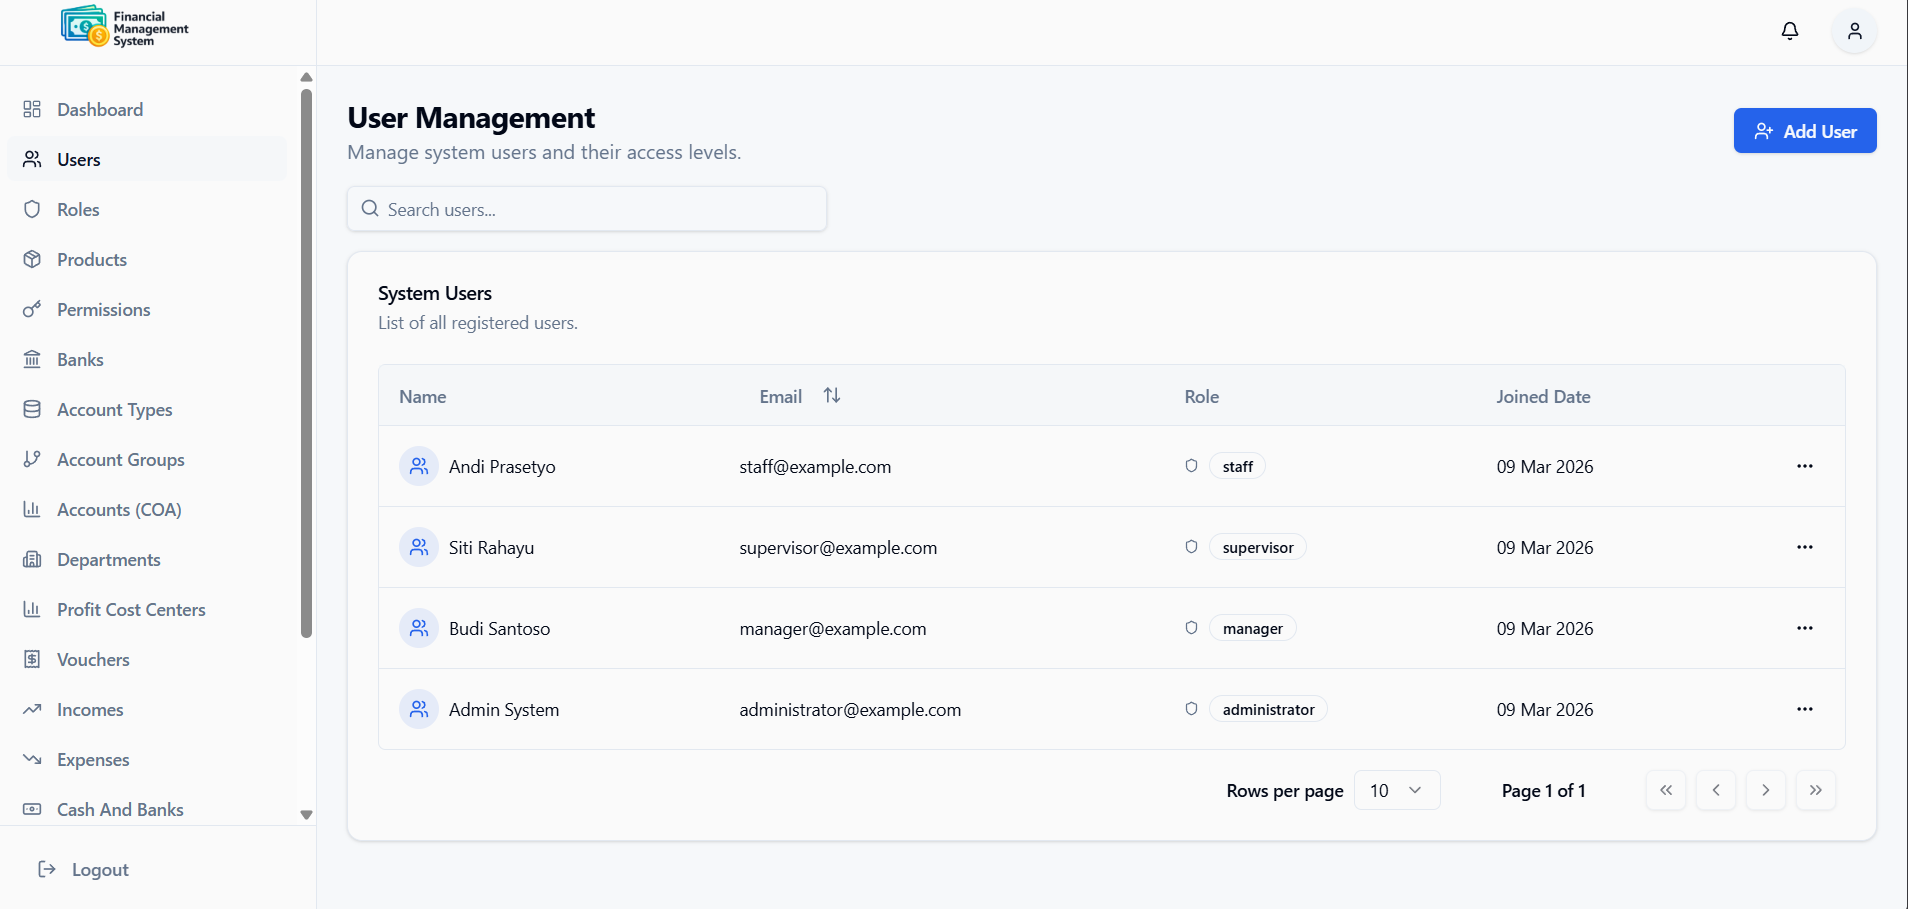 Financial
Management
System
Dashboard
Users
Roles
Products
Permissions
Banks
Account Types
Account Groups
Accounts (COA)
Departments
Profit Cost Centers
Vouchers
Incomes
Expenses
Cash And Banks
Logout
User Management
Manage system users and their access levels.
Add User
Search users...
System Users
List of all registered users.
Name Email Role Joined Date
Andi Prasetyo staff@example.com staff 09 Mar 2026
Siti Rahayu supervisor@example.com supervisor 09 Mar 2026
Budi Santoso manager@example.com manager 09 Mar 2026
Admin System administrator@example.com administrator 09 Mar 2026
Rows per page 10 Page 1 of 1